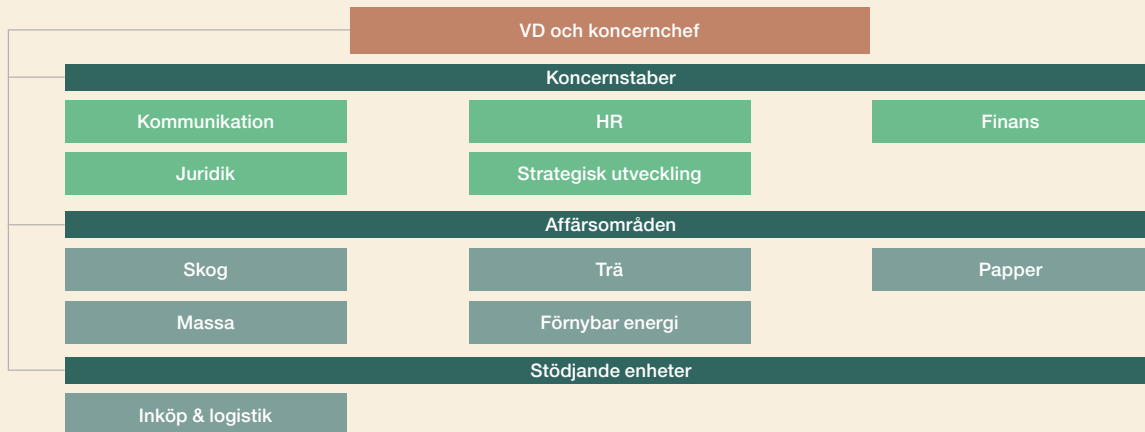 VD och koncernchef
Koncernstaber
Kommunikation
HR
Finans
Juridik
Strategisk utveckling
Affärsområden
Skog
Trä
Papper
Massa
Förnybar energi
Stödjande enheter
Inköp & logistik